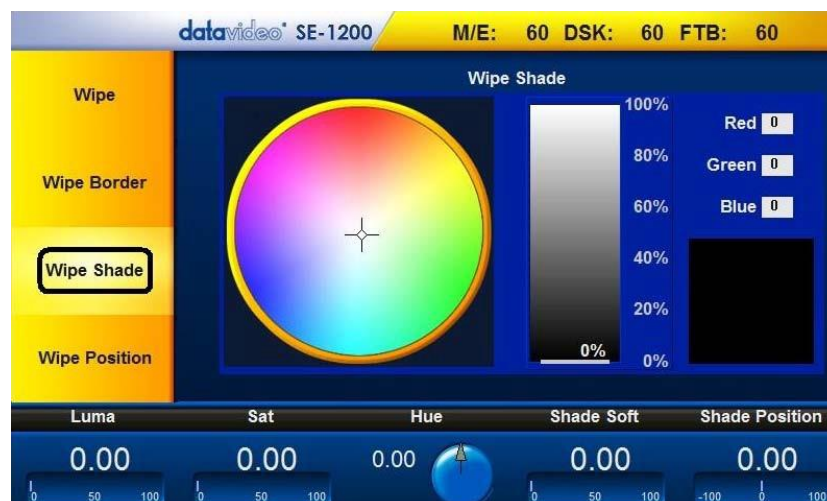 datavideo SE-1200 M/E: 60 DSK: 60 FTB: 60
Wipe Shade
Wipe
Wipe Border
Wipe Shade
Wipe Position
100%
80%
60%
40%
20%
0%
0%
Red 0
Green 0
Blue 0
Luma Sat Hue Shade Soft Shade Position
0.00 0.00 0.00 0.00 0.00
0 50 100 0 50 100 0 50 100 -100 0 100